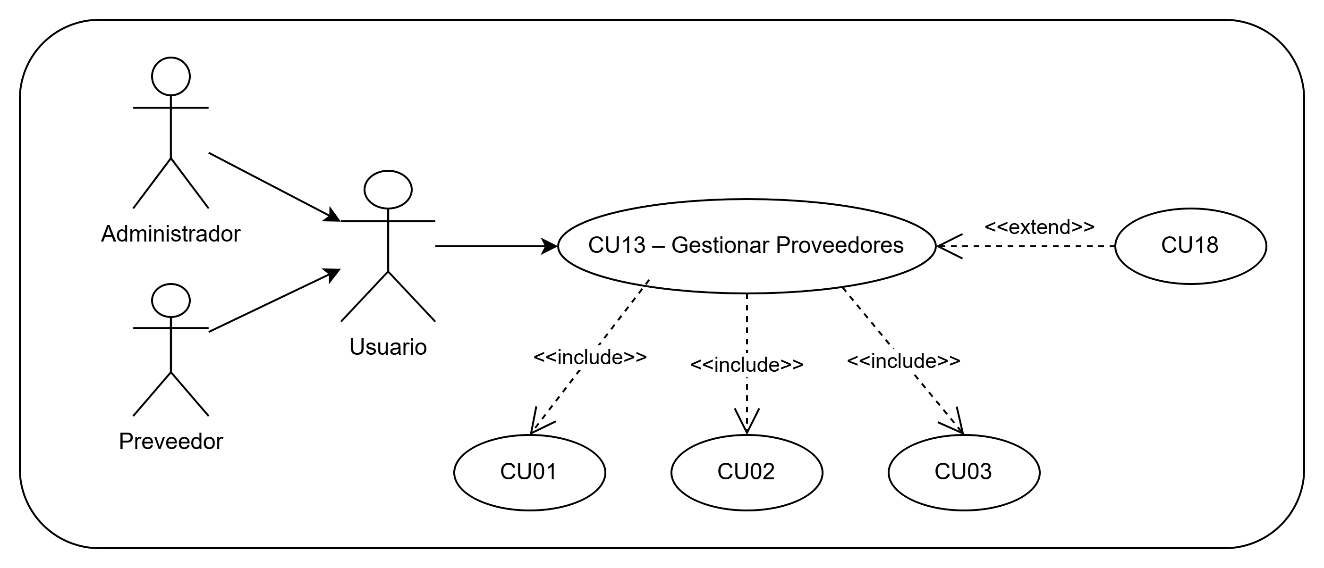 Administrador
Usuario
Preveedor
CU13 – Gestionar Proveedores
<<extend>>
CU18
<<include>>
<<include>>
<<include>>
CU01
CU02
CU03